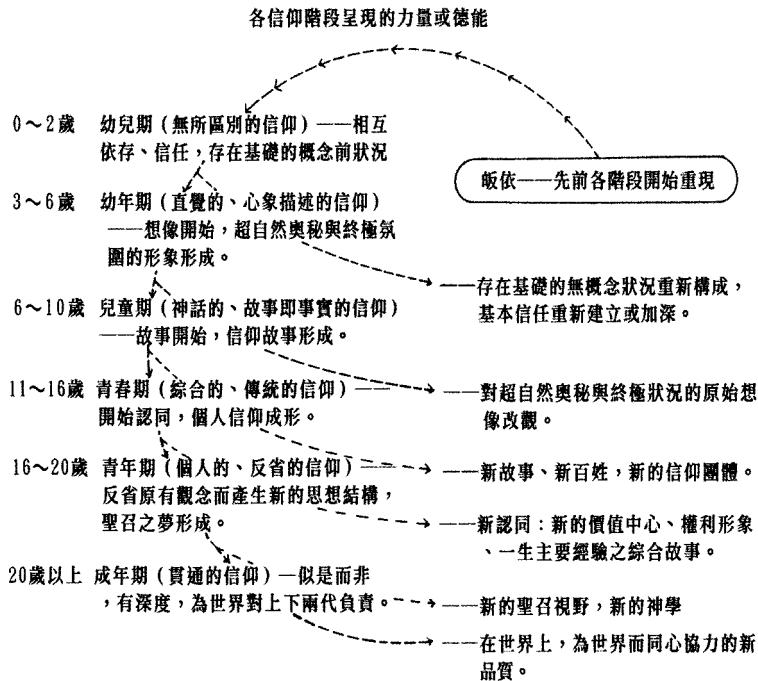 各信仰階段呈現的力量或德能
0～2歲 幼兒期（無所區別的信仰）——相互
依存、信任，存在基礎的概念前狀況
皈依——先前各階段開始重現
3～6歲 幼年期（直覺的、心象描述的信仰）
——想像開始，超自然奧秘與終極氛
圍的形象形成。
——存在基礎的無概念狀況重新構成，
基本信任重新建立或加深。
6～10歲 兒童期（神話的、故事即事實的信仰）
——故事開始，信仰故事形成。
11～16歲 青春期（綜合的、傳統的信仰）——
開始認同，個人信仰成形。
——對超自然奧秘與終極狀況的原始想
像改觀。
16～20歲 青年期（個人的、反省的信仰）——
反省原有觀念而產生新的思想結構，
聖召之夢形成。
——新故事、新百姓，新的信仰團體。
——新認同：新的價值中心、權利形象
、一生主要經驗之綜合故事。
20歲以上 成年期（貫通的信仰）—似是而非
，有深度，為世界對上下兩代負責。
——新的聖召視野，新的神學
——在世界上，為世界而同心協力的新
品質。